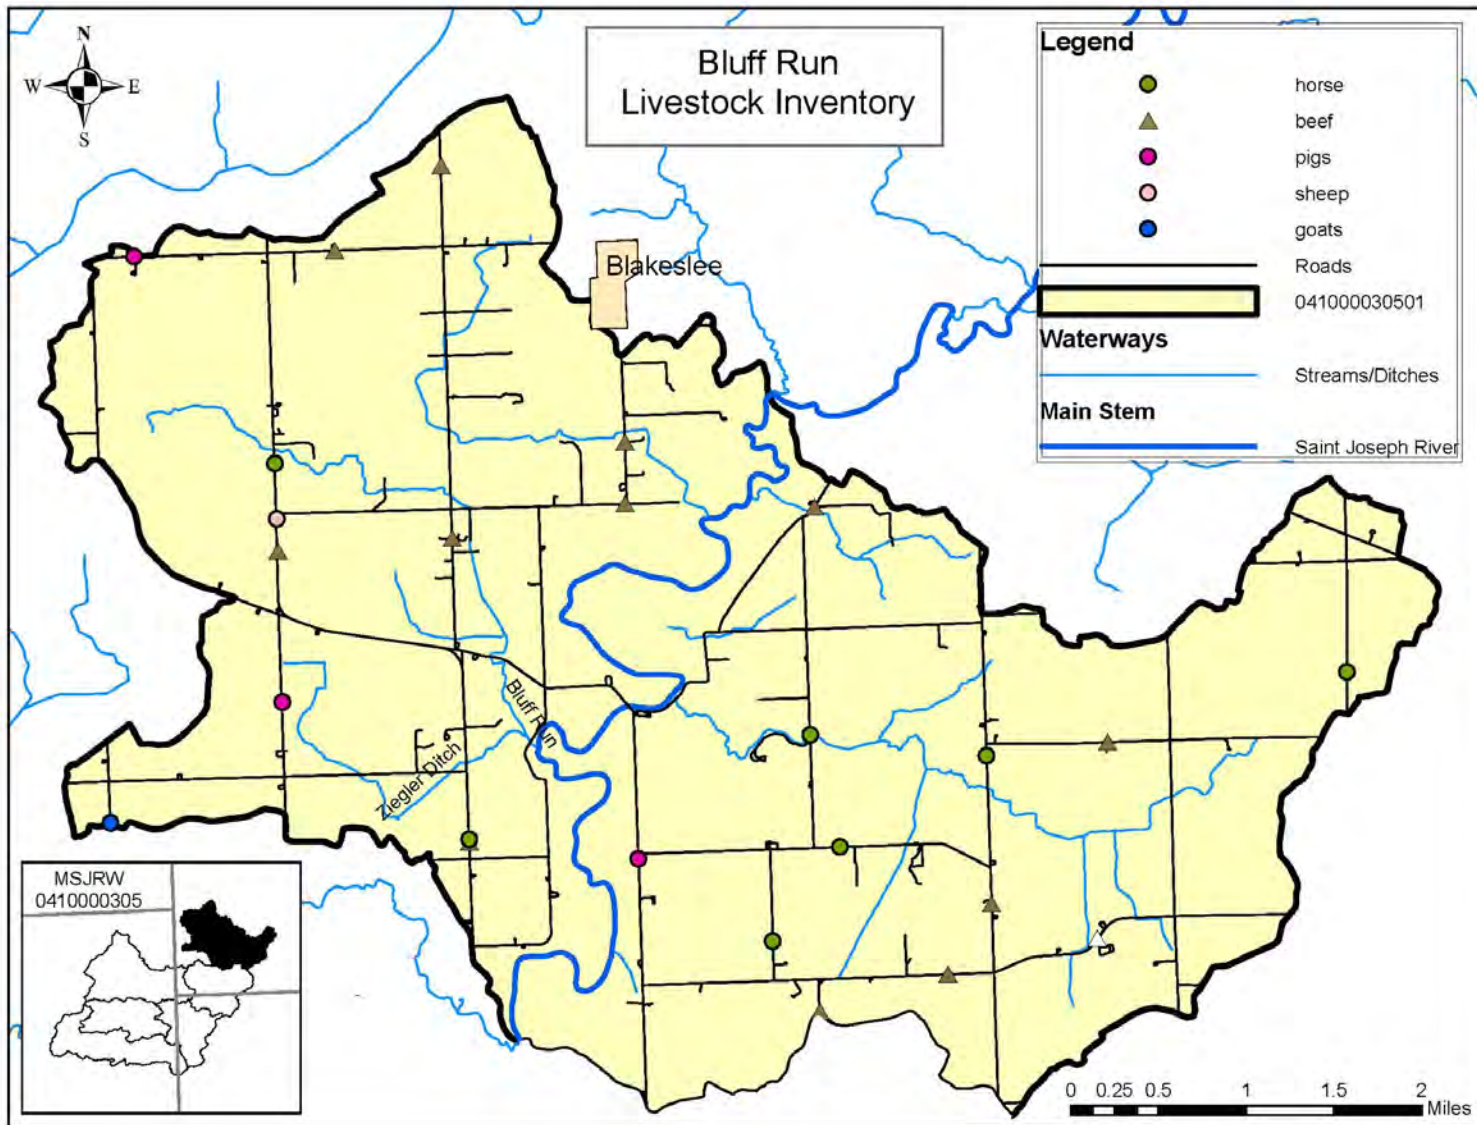 N
W E
S
Bluff Run
Livestock Inventory
Legend
horse
beef
pigs
sheep
goats
Roads
041000030501
Waterways
Streams/Ditches
Main Stem
Saint Joseph River
Blakeslee
Bluff Run
Ziegler Ditch
MSJRW
0410000305
0 0.25 0.5 1 1.5 2
Miles